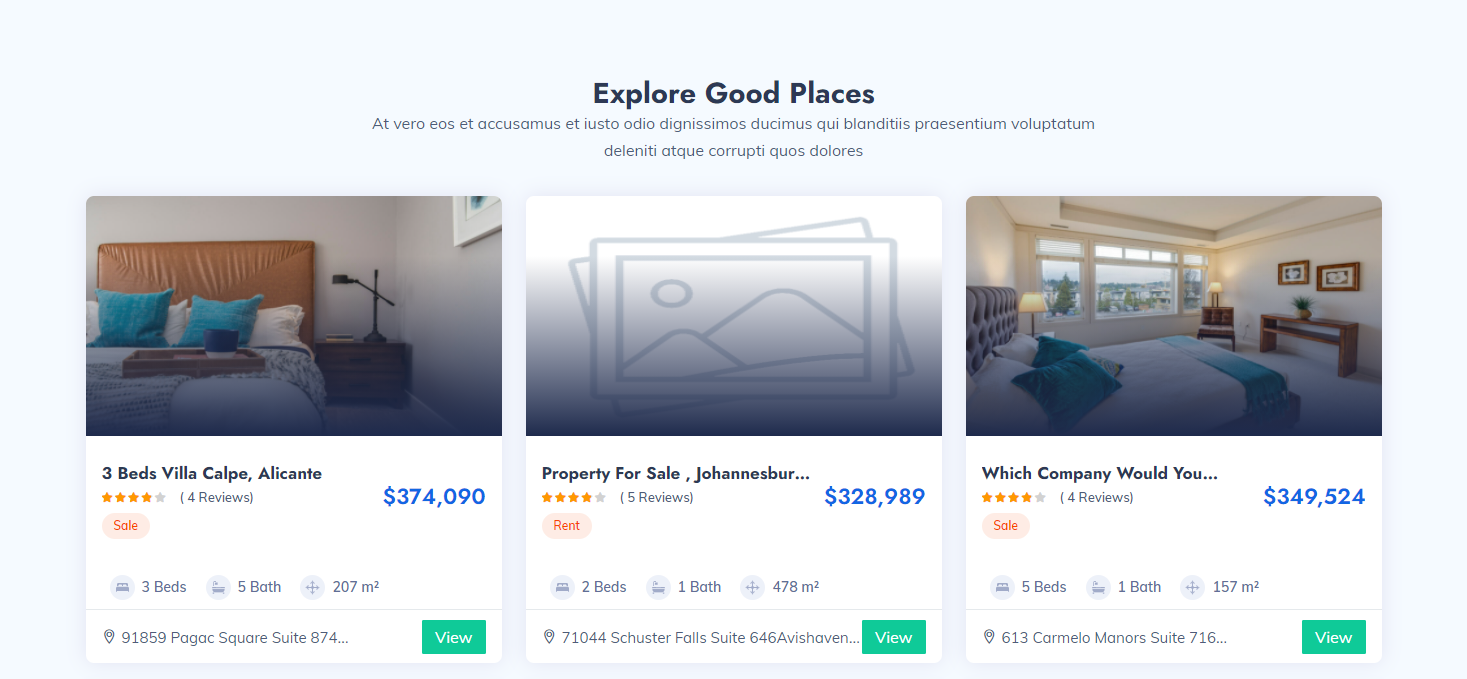 Explore Good Places
At vero eos et accusamus et iusto odio dignissimos ducimus qui blanditiis praesentium voluptatum
deleniti atque corrupti quos dolores
3 Beds Villa Calpe, Alicante
( 4 Reviews)
$374,090
Sale
3 Beds 5 Bath 207 m²
91859 Pagac Square Suite 874...
View
Property For Sale , Johannesbur...
( 5 Reviews)
$328,989
Rent
2 Beds 1 Bath 478 m²
71044 Schuster Falls Suite 646Avishaven...
View
Which Company Would You...
( 4 Reviews)
$349,524
Sale
5 Beds 1 Bath 157 m²
613 Carmelo Manors Suite 716...
View